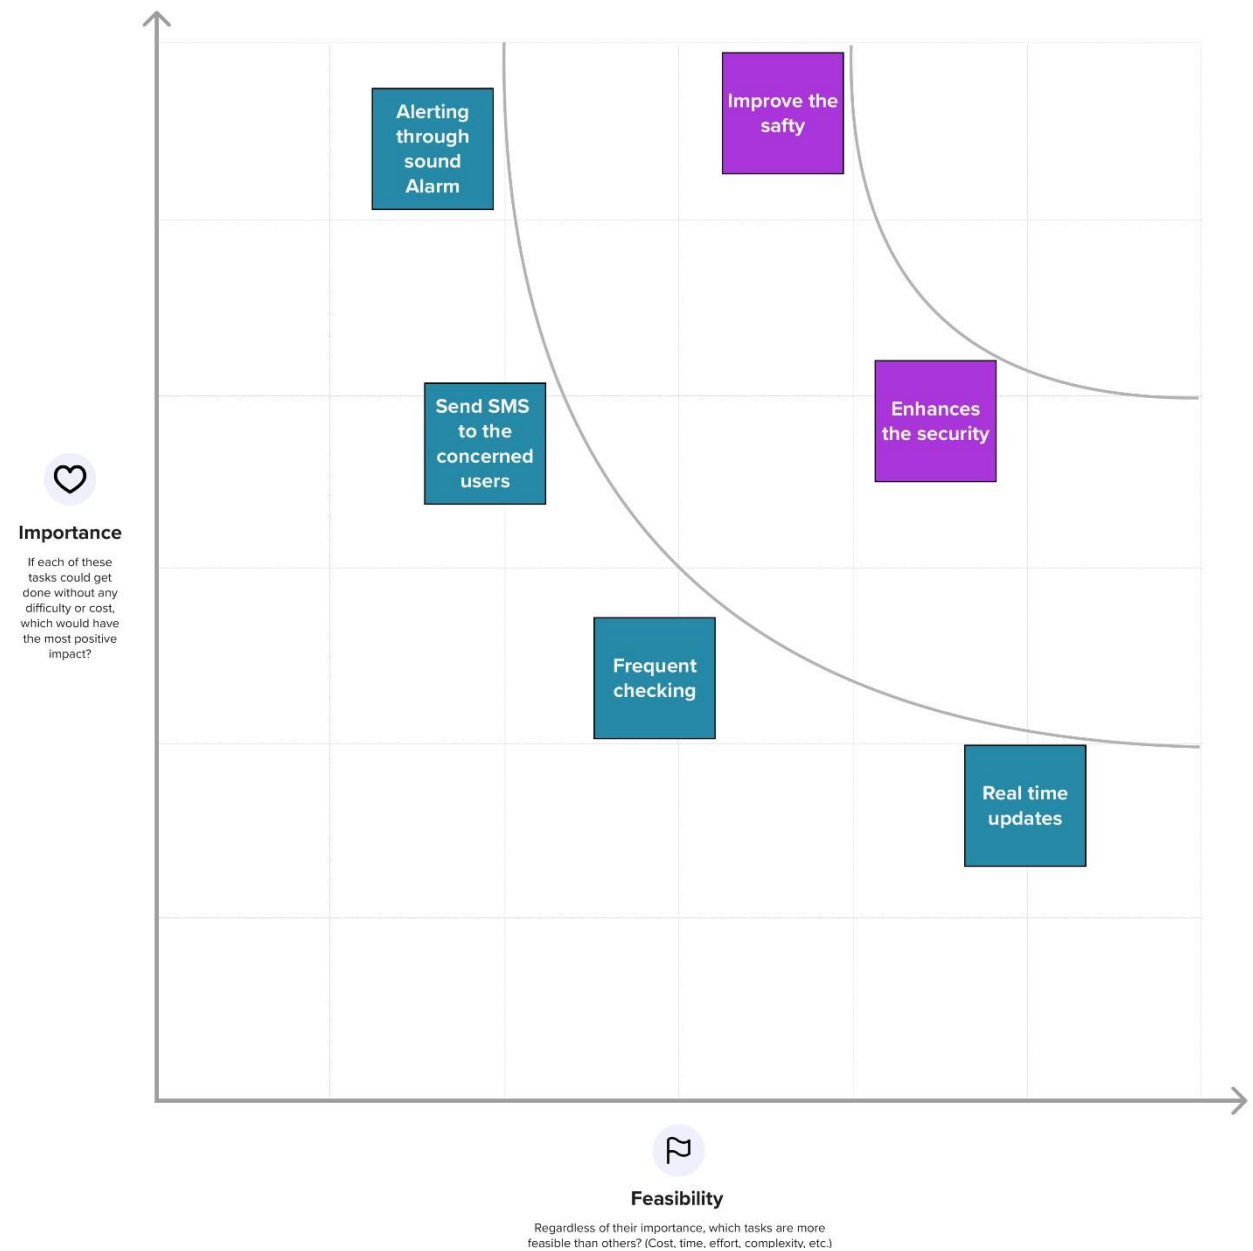 Alerting
through
sound
Alarm
Improve the
safty
Send SMS
to the
concerned
users
Enhances
the security
Importance
If each of these
tasks could get
done without any
difficulty or cost,
which would have
the most positive
impact?
Frequent
checking
Real time
updates
Feasibility
Regardless of their importance, which tasks are more
feasible than others? (Cost, time, effort, complexity, etc.)